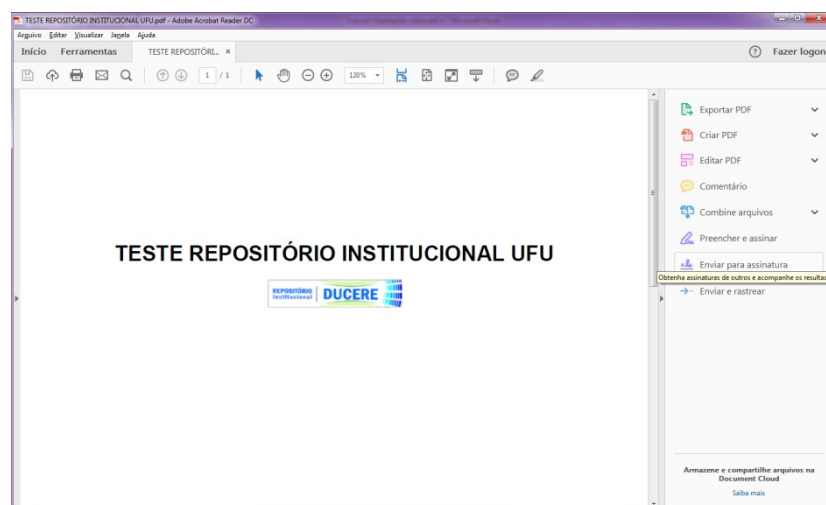 TESTE REPOSITÓRIO INSTITUCIONAL UFU.pdf - Adobe Acrobat Reader DC
Arquivo Editar Visualizar Janela Ajuda
Início Ferramentas TESTE REPOSITÓRI... × ? Fazer logon
1 / 1 120%
Exportar PDF
Criar PDF
Editar PDF
Comentário
Combine arquivos
Preencher e assinar
Enviar para assinatura
Obtenha assinaturas de outros e acompanhe os resulta
Enviar e rastrear
TESTE REPOSITÓRIO INSTITUCIONAL UFU
REPOSITÓRIO
Institucional
DUCERE
Armazene e compartilhe arquivos na
Document Cloud
Saiba mais